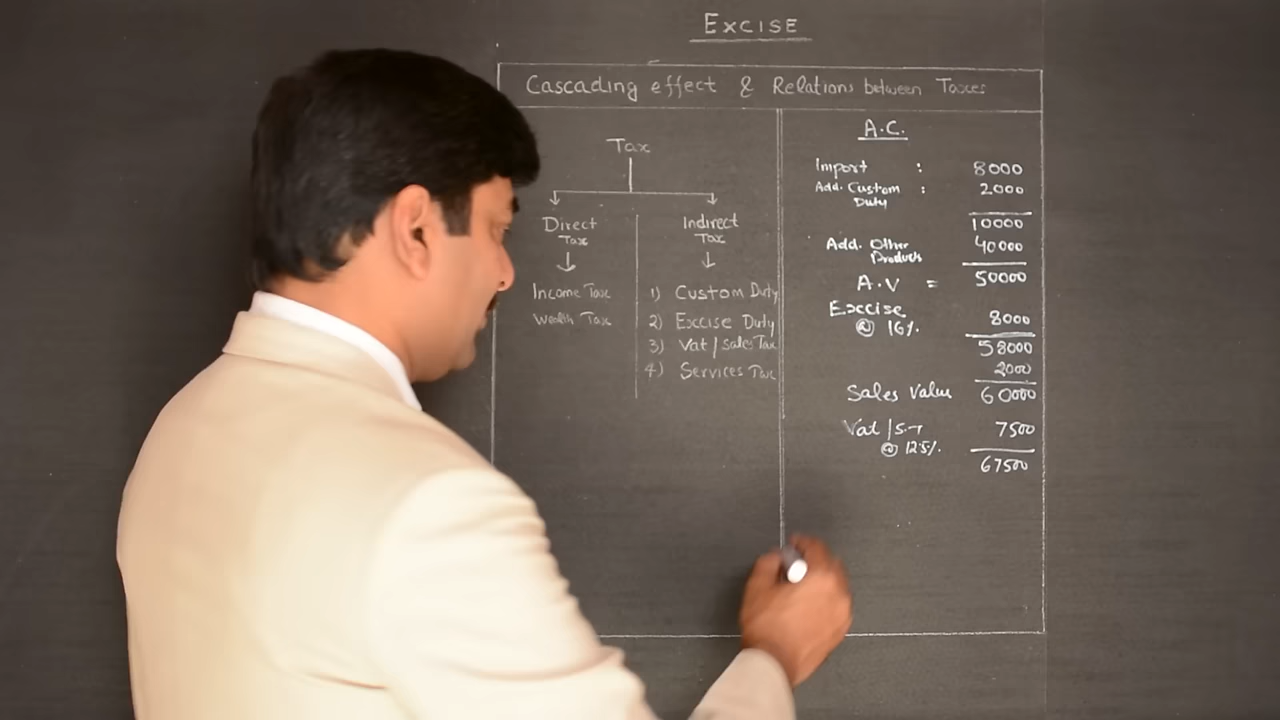 EXCISE
Cascading effect & Relations between Taxes
Tax
Direct Tax
Income Tax
Wealth Tax
Indirect Tax
1) Custom Duty
2) Excise Duty
3) Vat / Sales Tax
4) Services Tax
A.C.
Import : 8000
Add. Custom Duty : 2000
10000
Add. Other Products 40000
A.V = 50000
Excise @ 16%. 8000
58000
2000
Sales Value 60000
Vat / S.T @ 12.5%. 7500
67500